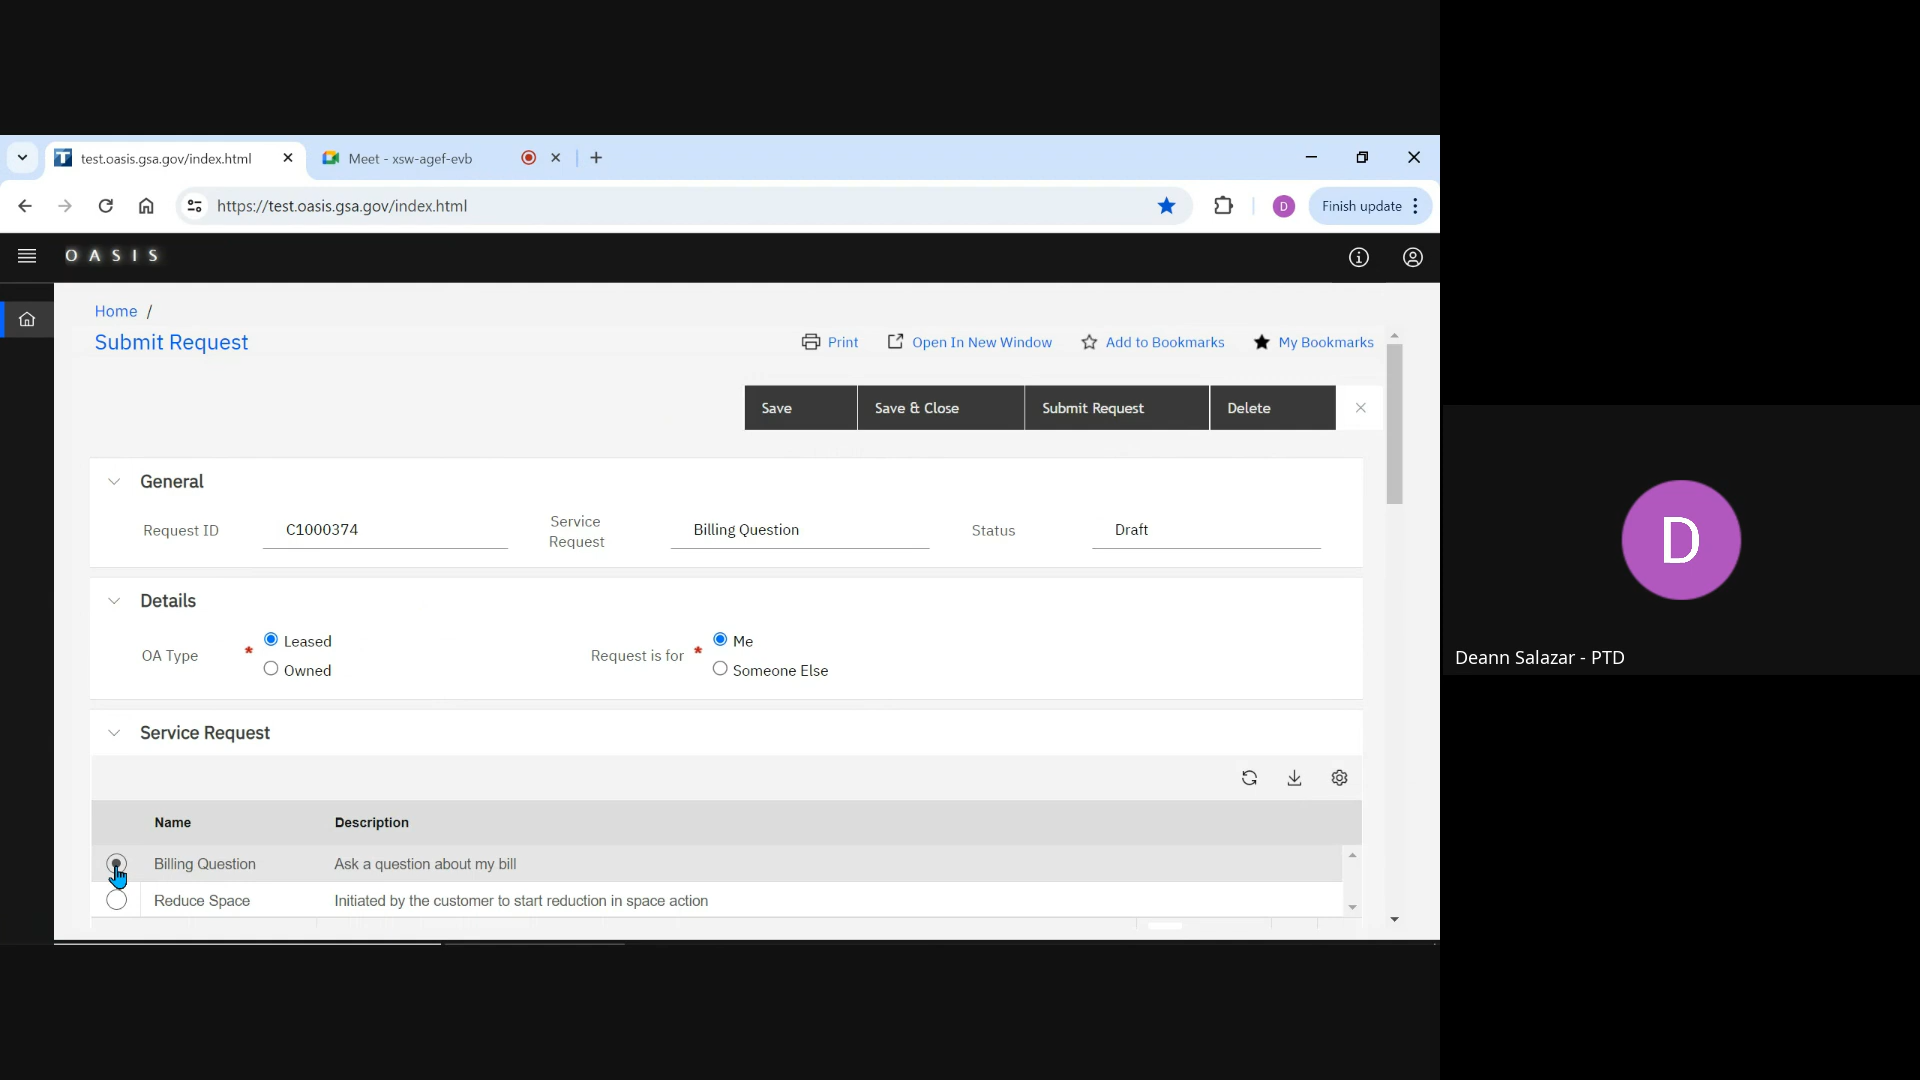 test.oasis.gsa.gov/index.html
Meet - xsw-agef-evb
https://test.oasis.gsa.gov/index.html
D
Finish update
OASIS
Home /
Submit Request
Print
Open In New Window
Add to Bookmarks
My Bookmarks
Save
Save & Close
Submit Request
Delete
General
Request ID
C1000374
Service
Request
Billing Question
Status
Draft
Details
OA Type
*
Leased
Owned
Request is for
*
Me
Someone Else
Service Request
Name
Description
Billing Question
Ask a question about my bill
Reduce Space
Initiated by the customer to start reduction in space action
D
Deann Salazar - PTD